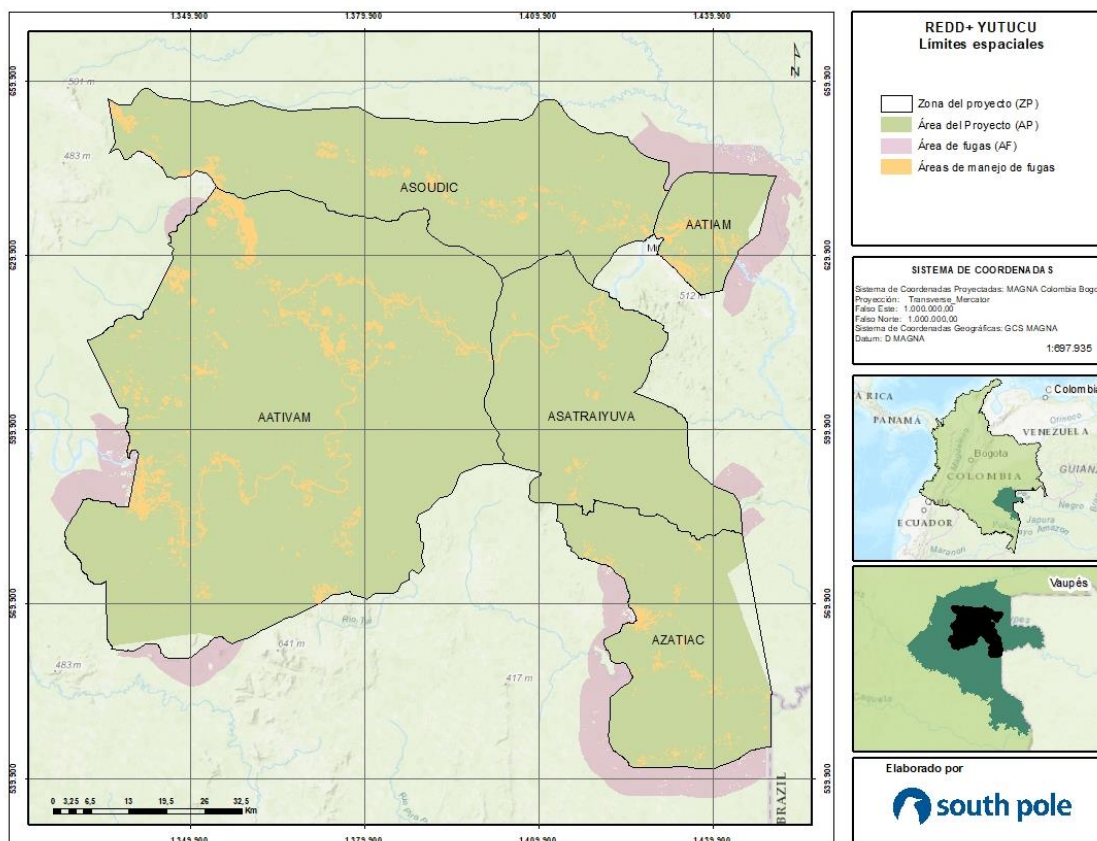 1.349.900 1.379.900 1.409.900 1.439.900
659.900
629.900
599.900
569.900
539.900
501 m
483 m
ASOUDIC
AATIAM
512 m
AATIVAM
ASATRAIYUVA
AZATIAC
641 m
483 m
417 m
N
BRAZIL
0 3,25 6,5 13 19,5 26 32,5
Km
1.349.900 1.379.900 1.409.900 1.439.900
659.900
629.900
599.900
569.900
539.900
REDD+ YUTUCU
Límites espaciales
Zona del proyecto (ZP)
Área del Proyecto (AP)
Área de fugas (AF)
Áreas de manejo de fugas
SISTEMA DE COORDENADAS
Sistema de Coordenadas Proyectadas: MAGNA Colombia Bogo
Proyección: Transverse_Mercator
Falso Este: 1.000.000,00
Falso Norte: 1.000.000,00
Sistema de Coordenadas Geográficas: GCS MAGNA
Datum: D MAGNA
1:697.935
Colombia
PANAMÁ
VENEZUELA
Bogota
COLOMBIA
GUIANA
ECUADOR
Negro
Japura
Amazon
Marañón
Vaupés
Elaborado por
south pole